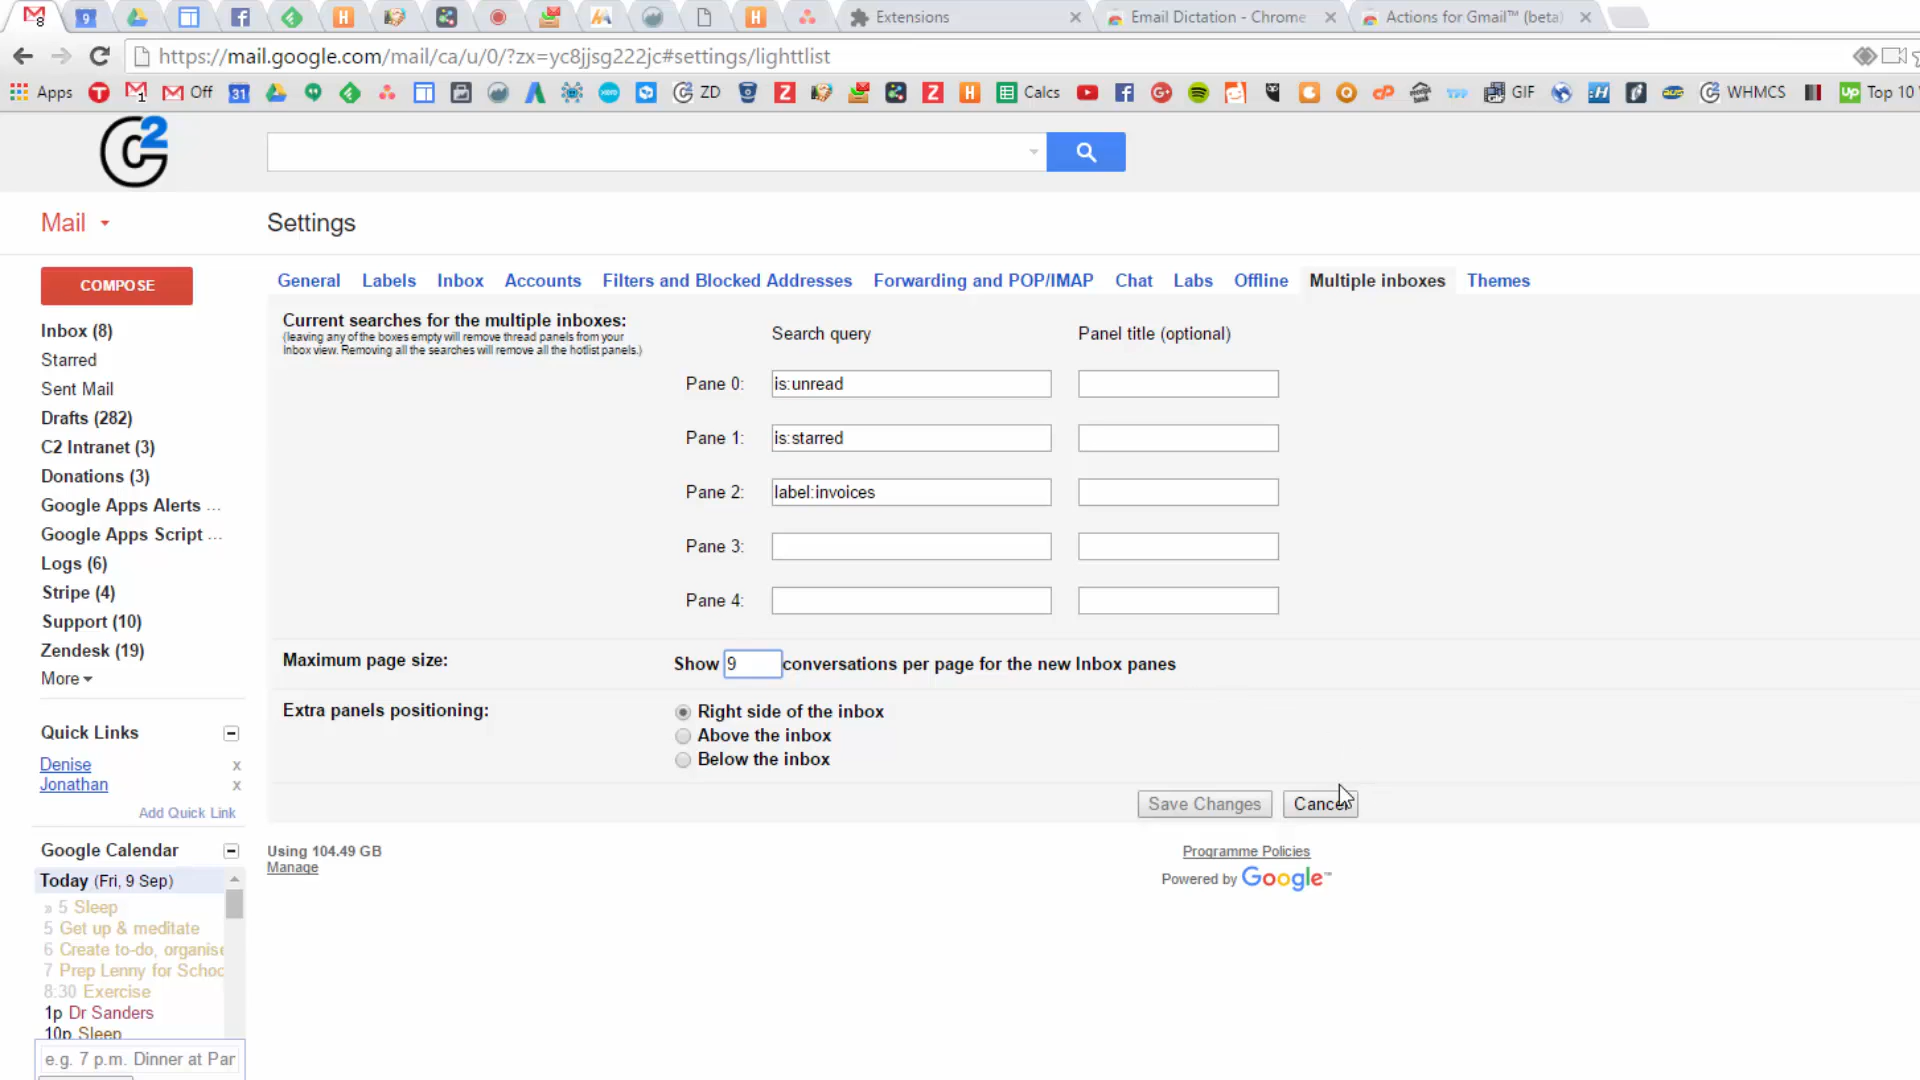 Extensions
Email Dictation - Chrome
Actions for Gmail™ (beta)
https://mail.google.com/mail/ca/u/0/?zx=yc8jjsg222jc#settings/lighttlist
Apps
Off
31
ZD
Calcs
GIF
WHMCS
Up Top 10
C2
Mail
Settings
COMPOSE
Inbox (8)
Starred
Sent Mail
Drafts (282)
C2 Intranet (3)
Donations (3)
Google Apps Alerts ...
Google Apps Script ...
Logs (6)
Stripe (4)
Support (10)
Zendesk (19)
More
General Labels Inbox Accounts Filters and Blocked Addresses Forwarding and POP/IMAP Chat Labs Offline Multiple inboxes Themes
Current searches for the multiple inboxes:
(leaving any of the boxes empty will remove thread panels from your
Inbox view. Removing all the searches will remove all the hotlist panels.)
Search query Panel title (optional)
Pane 0: is:unread
Pane 1: is:starred
Pane 2: label:invoices
Pane 3:
Pane 4:
Maximum page size: Show 9 conversations per page for the new Inbox panes
Extra panels positioning: Right side of the inbox
Above the inbox
Below the inbox
Save Changes Cancel
Quick Links
Denise x
Jonathan x
Add Quick Link
Google Calendar
Today (Fri, 9 Sep)
» 5 Sleep
5 Get up & meditate
6 Create to-do, organise
7 Prep Lenny for Schoo
8:30 Exercise
1p Dr Sanders
10p Sleep
e.g. 7 p.m. Dinner at Par
Using 104.49 GB
Manage
Programme Policies
Powered by Google™